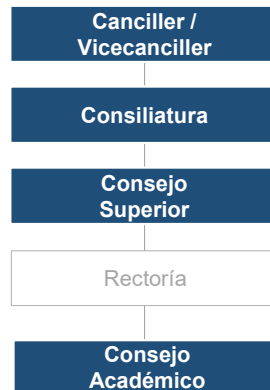 Canciller /
Vicecanciller
Consiliatura
Consejo
Superior
Rectoría
Consejo
Académico